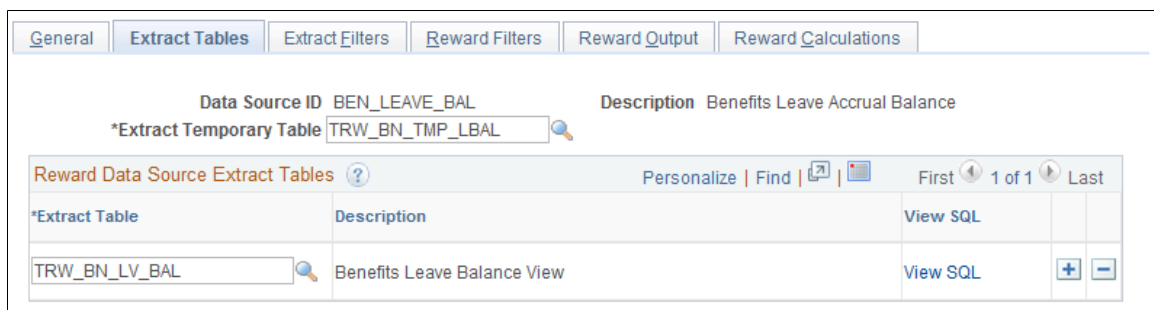 General Extract Tables Extract Filters Reward Filters Reward Output Reward Calculations
Data Source ID BEN_LEAVE_BAL Description Benefits Leave Accrual Balance
*Extract Temporary Table TRW_BN_TMP_LBAL
Reward Data Source Extract Tables ? Personalize | Find | | First 1 of 1 Last
*Extract Table Description View SQL
TRW_BN_LV_BAL Benefits Leave Balance View View SQL + −